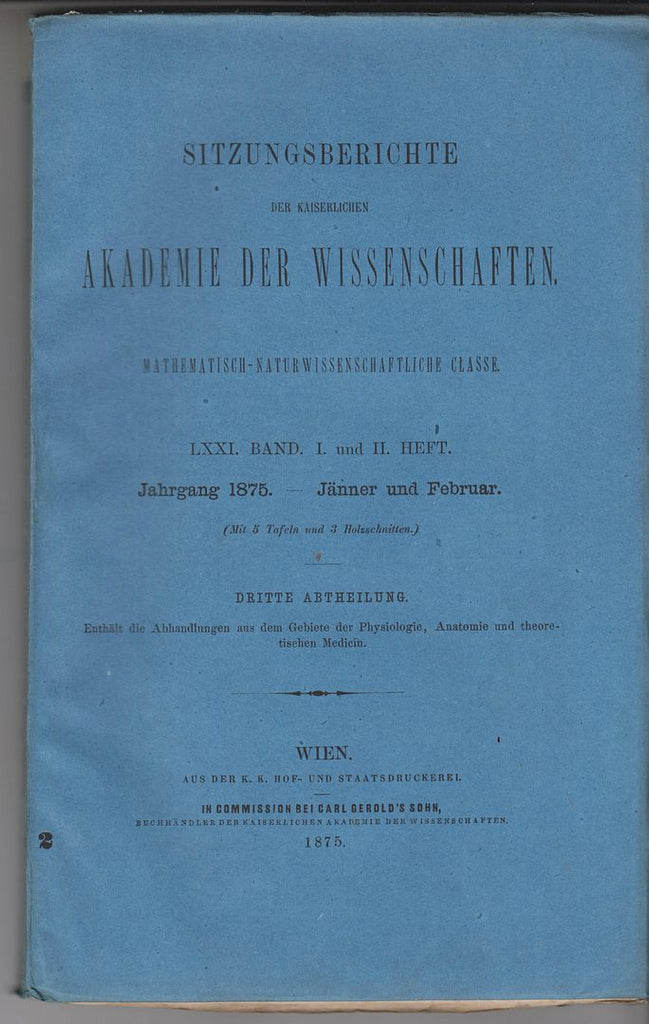 SITZUNGSBERICHTE
DER KAISERLICHEN
AKADEMIE DER WISSENSCHAFTEN.
MATHEMATISCH-NATURWISSENSCHAFTLICHE CLASSE.
LXXI. BAND. I. und II. HEFT.
Jahrgang 1875. — Jänner und Februar.
(Mit 5 Tafeln und 3 Holzschnitten.)
DRITTE ABTHEILUNG.
Enthält die Abhandlungen aus dem Gebiete der Physiologie, Anatomie und theore-
tischen Medicin.
WIEN.
AUS DER K. K. HOF- UND STAATSDRUCKEREI.
IN COMMISSION BEI CARL GEROLD'S SOHN,
BUCHHÄNDLER DER KAISERLICHEN AKADEMIE DER WISSENSCHAFTEN.
2
1875.